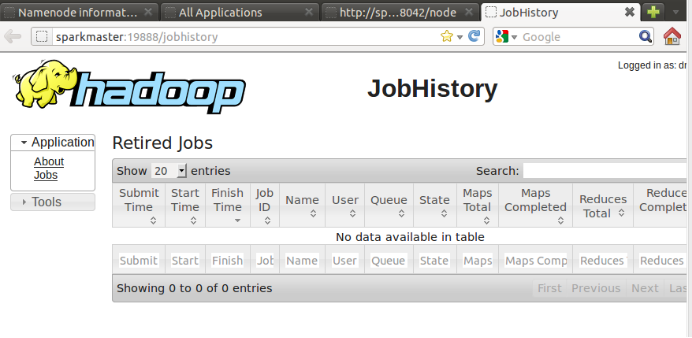 Namenode informat... All Applications http://sp...8042/node JobHistory
sparkmaster:19888/jobhistory Google
Logged in as: dr
hadoop JobHistory
Application
About
Jobs
Tools
Retired Jobs
Show 20 entries Search:
Submit Time Start Time Finish Time Job ID Name User Queue State Maps Total Maps Completed Reduces Total Reduces Complet
No data available in table
Submit Start Finish Job Name User Queue State Maps Maps Comp Reduces Reduces
Showing 0 to 0 of 0 entries First Previous Next Las